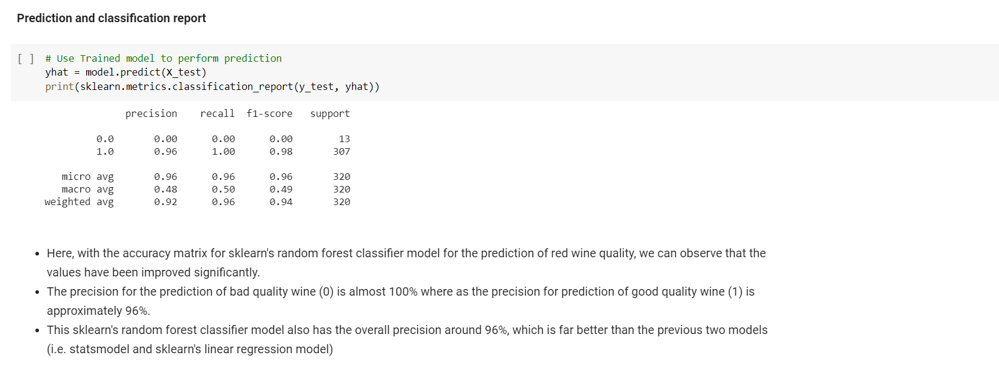 Prediction and classification report
[ ] # Use Trained model to perform prediction
yhat = model.predict(X_test)
print(sklearn.metrics.classification_report(y_test, yhat))
precision recall f1-score support
0.0 0.00 0.00 0.00 13
1.0 0.96 1.00 0.98 307
micro avg 0.96 0.96 0.96 320
macro avg 0.48 0.50 0.49 320
weighted avg 0.92 0.96 0.94 320
• Here, with the accuracy matrix for sklearn's random forest classifier model for the prediction of red wine quality, we can observe that the
values have been improved significantly.
• The precision for the prediction of bad quality wine (0) is almost 100% where as the precision for prediction of good quality wine (1) is
approximately 96%.
• This sklearn's random forest classifier model also has the overall precision around 96%, which is far better than the previous two models
(i.e. statsmodel and sklearn's linear regression model)